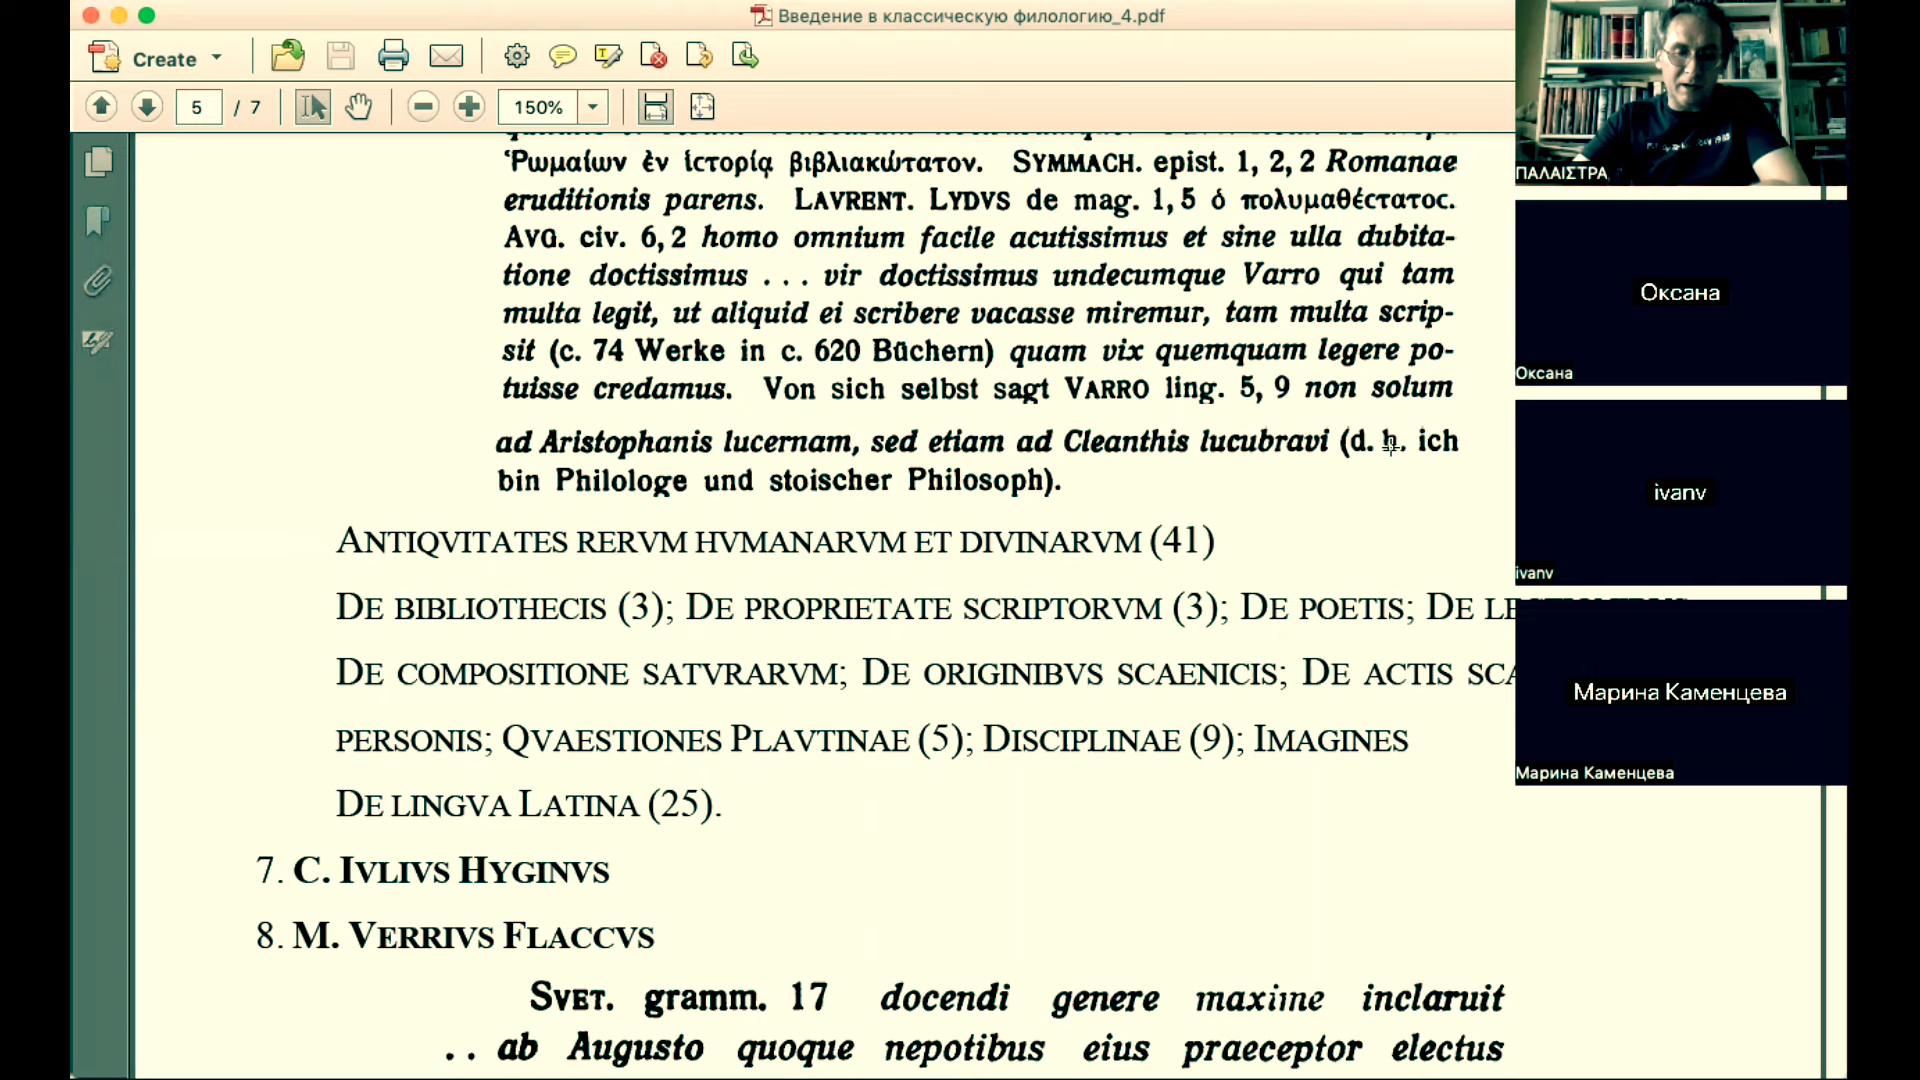 Введение в классическую филологию_4.pdf
Create
5 / 7 150%
Ῥωμαίων ἐν ἱϲτορίᾳ βιβλιακώτατον. SYMMACH. epist. 1, 2, 2 Romanae
eruditionis parens. LAVRENT. LYDVS de mag. 1, 5 ὁ πολυμαθέϲτατοϲ.
AVG. civ. 6, 2 homo omnium facile acutissimus et sine ulla dubita-
tione doctissimus ... vir doctissimus undecumque Varro qui tam
multa legit, ut aliquid ei scribere vacasse miremur, tam multa scrip-
sit (c. 74 Werke in c. 620 Büchern) quam vix quemquam legere po-
tuisse credamus. Von sich selbst sagt VARRO ling. 5, 9 non solum
ad Aristophanis lucernam, sed etiam ad Cleanthis lucubravi (d. h. ich
bin Philologe und stoischer Philosoph).
ANTIQVITATES RERVM HVMANARVM ET DIVINARVM (41)
DE BIBLIOTHECIS (3); DE PROPRIETATE SCRIPTORVM (3); DE POETIS; DE
DE COMPOSITIONE SATVRARVM; DE ORIGINIBVS SCAENICIS; DE ACTIS
PERSONIS; QVAESTIONES PLAVTINAE (5); DISCIPLINAE (9); IMAGINES
DE LINGVA LATINA (25).
7. C. IVLIVS HYGINVS
8. M. VERRIVS FLACCVS
SVET. gramm. 17 docendi genere maxime inclaruit
.. ab Augusto quoque nepotibus eius praeceptor electus
ΠΑΛΑΙΣΤΡΑ
Оксана
Оксана
ivanv
ivanv
Марина Каменцева
Марина Каменцева